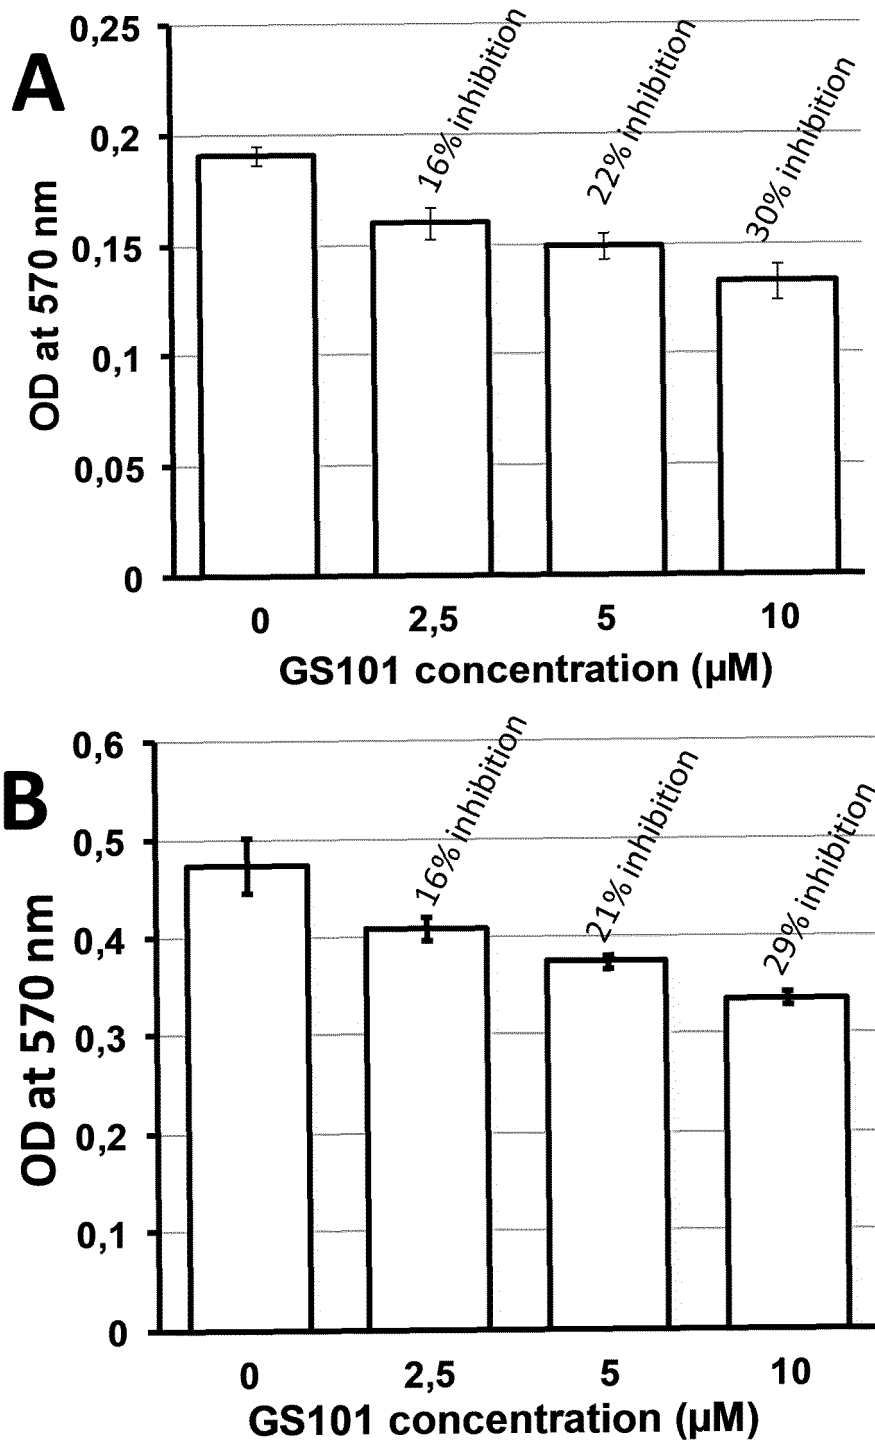 A
0,25
0,2
0,15
0,1
0,05
0
OD at 570 nm
16% inhibition
22% inhibition
30% inhibition
0 2,5 5 10
GS101 concentration (µM)
B
0,6
0,5
0,4
0,3
0,2
0,1
0
OD at 570 nm
16% inhibition
21% inhibition
29% inhibition
0 2,5 5 10
GS101 concentration (µM)